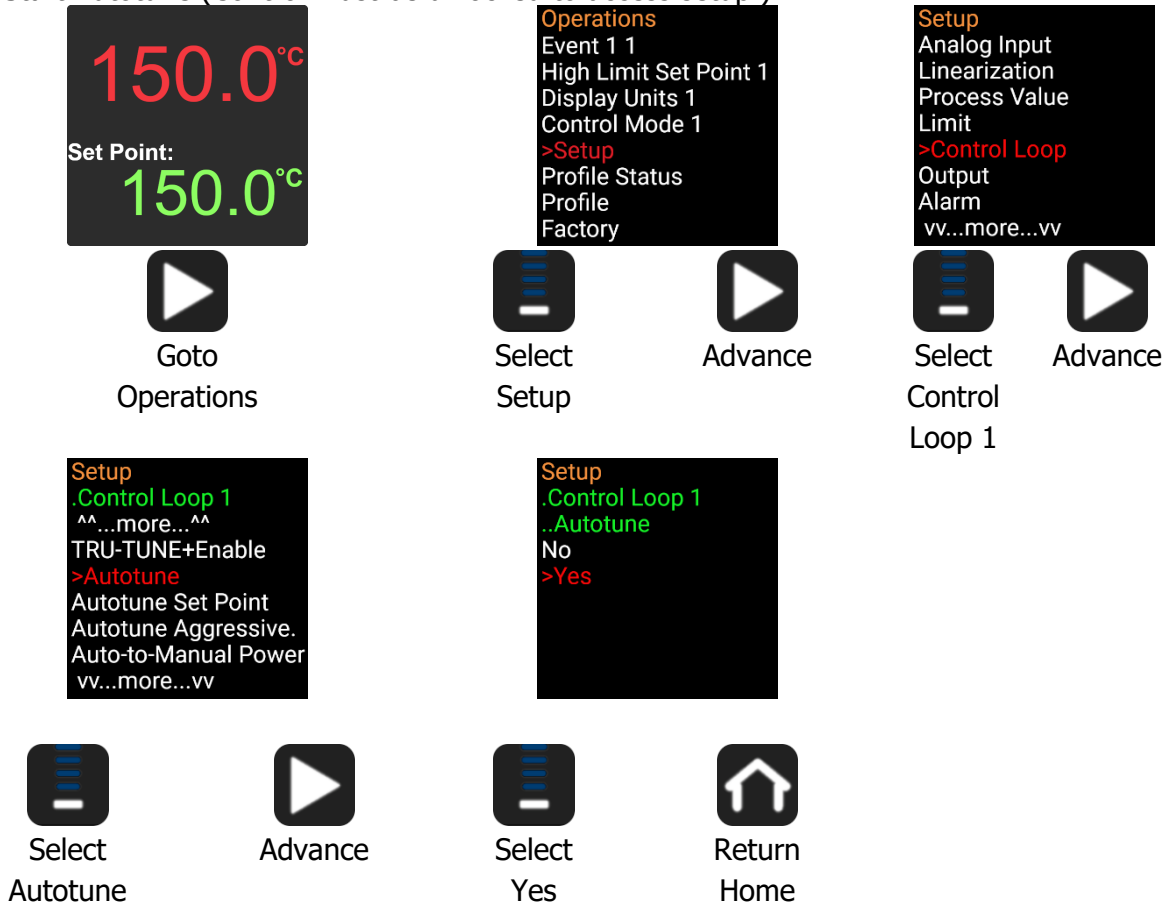 150.0°C
Set Point:
150.0°C
Goto
Operations
Operations
Event 1 1
High Limit Set Point 1
Display Units 1
Control Mode 1
>Setup
Profile Status
Profile
Factory
Select
Setup
Advance
Setup
Analog Input
Linearization
Process Value
Limit
>Control Loop
Output
Alarm
vv...more...vv
Select
Control
Loop 1
Advance
Setup
.Control Loop 1
^^...more...^^
TRU-TUNE+Enable
>Autotune
Autotune Set Point
Autotune Aggressive.
Auto-to-Manual Power
vv...more...vv
Select
Autotune
Advance
Setup
.Control Loop 1
..Autotune
No
>Yes
Select
Yes
Return
Home